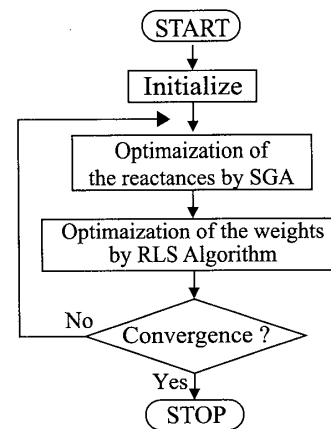 START
Initialize
Optimaization of
the reactances by SGA
Optimaization of the weights
by RLS Algorithm
No
Convergence ?
Yes
STOP